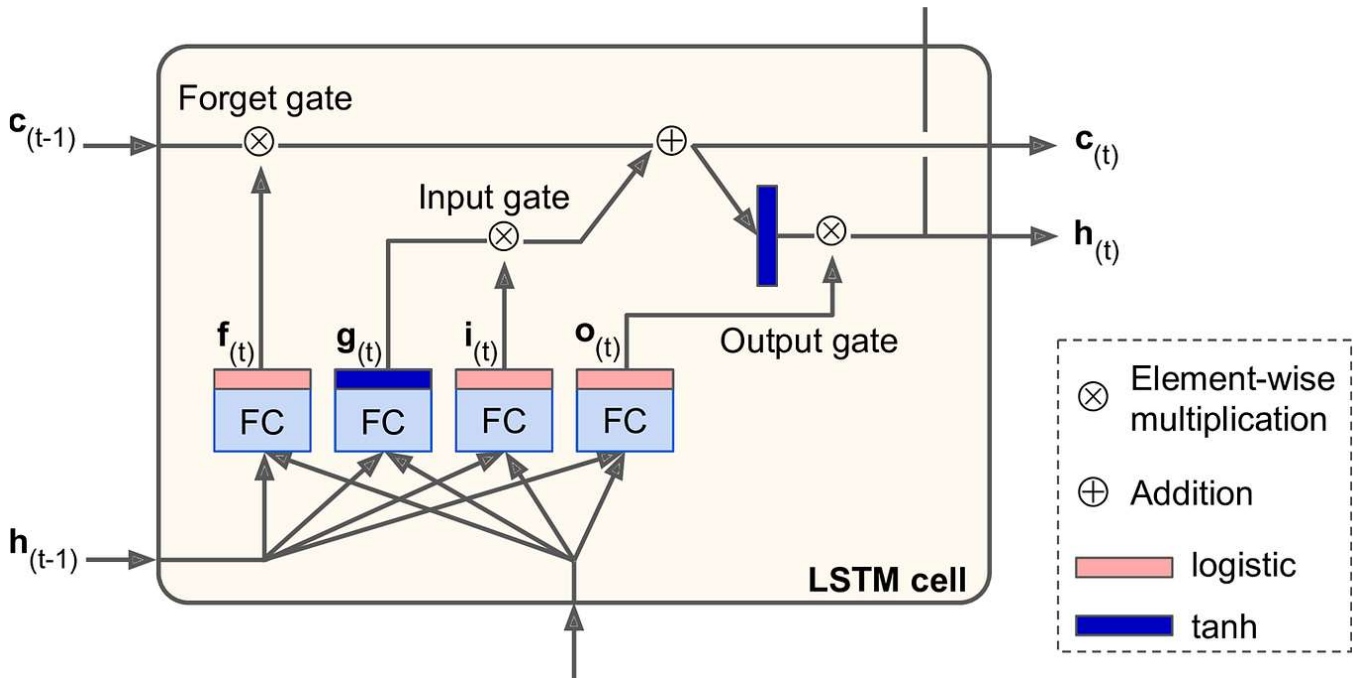 Forget gate
c(t-1)
c(t)
Input gate
h(t)
f(t)
g(t)
i(t)
o(t)
Output gate
FC
FC
FC
FC
h(t-1)
LSTM cell
Element-wise
multiplication
Addition
logistic
tanh